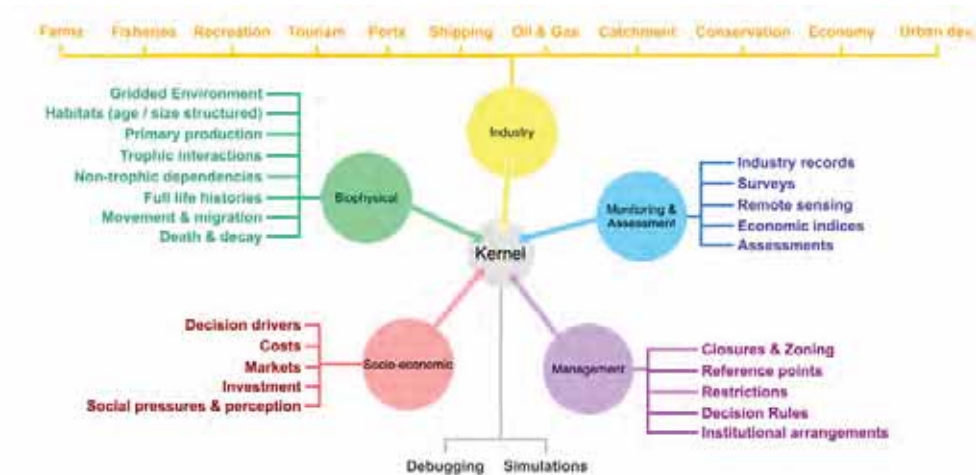 Farms Fisheries Recreation Tourism Ports Shipping Oil & Gas Catchment Conservation Economy Urban dev.
Gridded Environment
Habitats (age / size structured)
Primary production
Trophic interactions
Non-trophic dependencies
Full life histories
Movement & migration
Death & decay
Biophysical
Industry
Monitoring &
Assessment
Industry records
Surveys
Remote sensing
Economic indices
Assessments
Kernel
Decision drivers
Costs
Markets
Investment
Social pressures & perception
Socio-economic
Management
Closures & Zoning
Reference points
Restrictions
Decision Rules
Institutional arrangements
Debugging Simulations